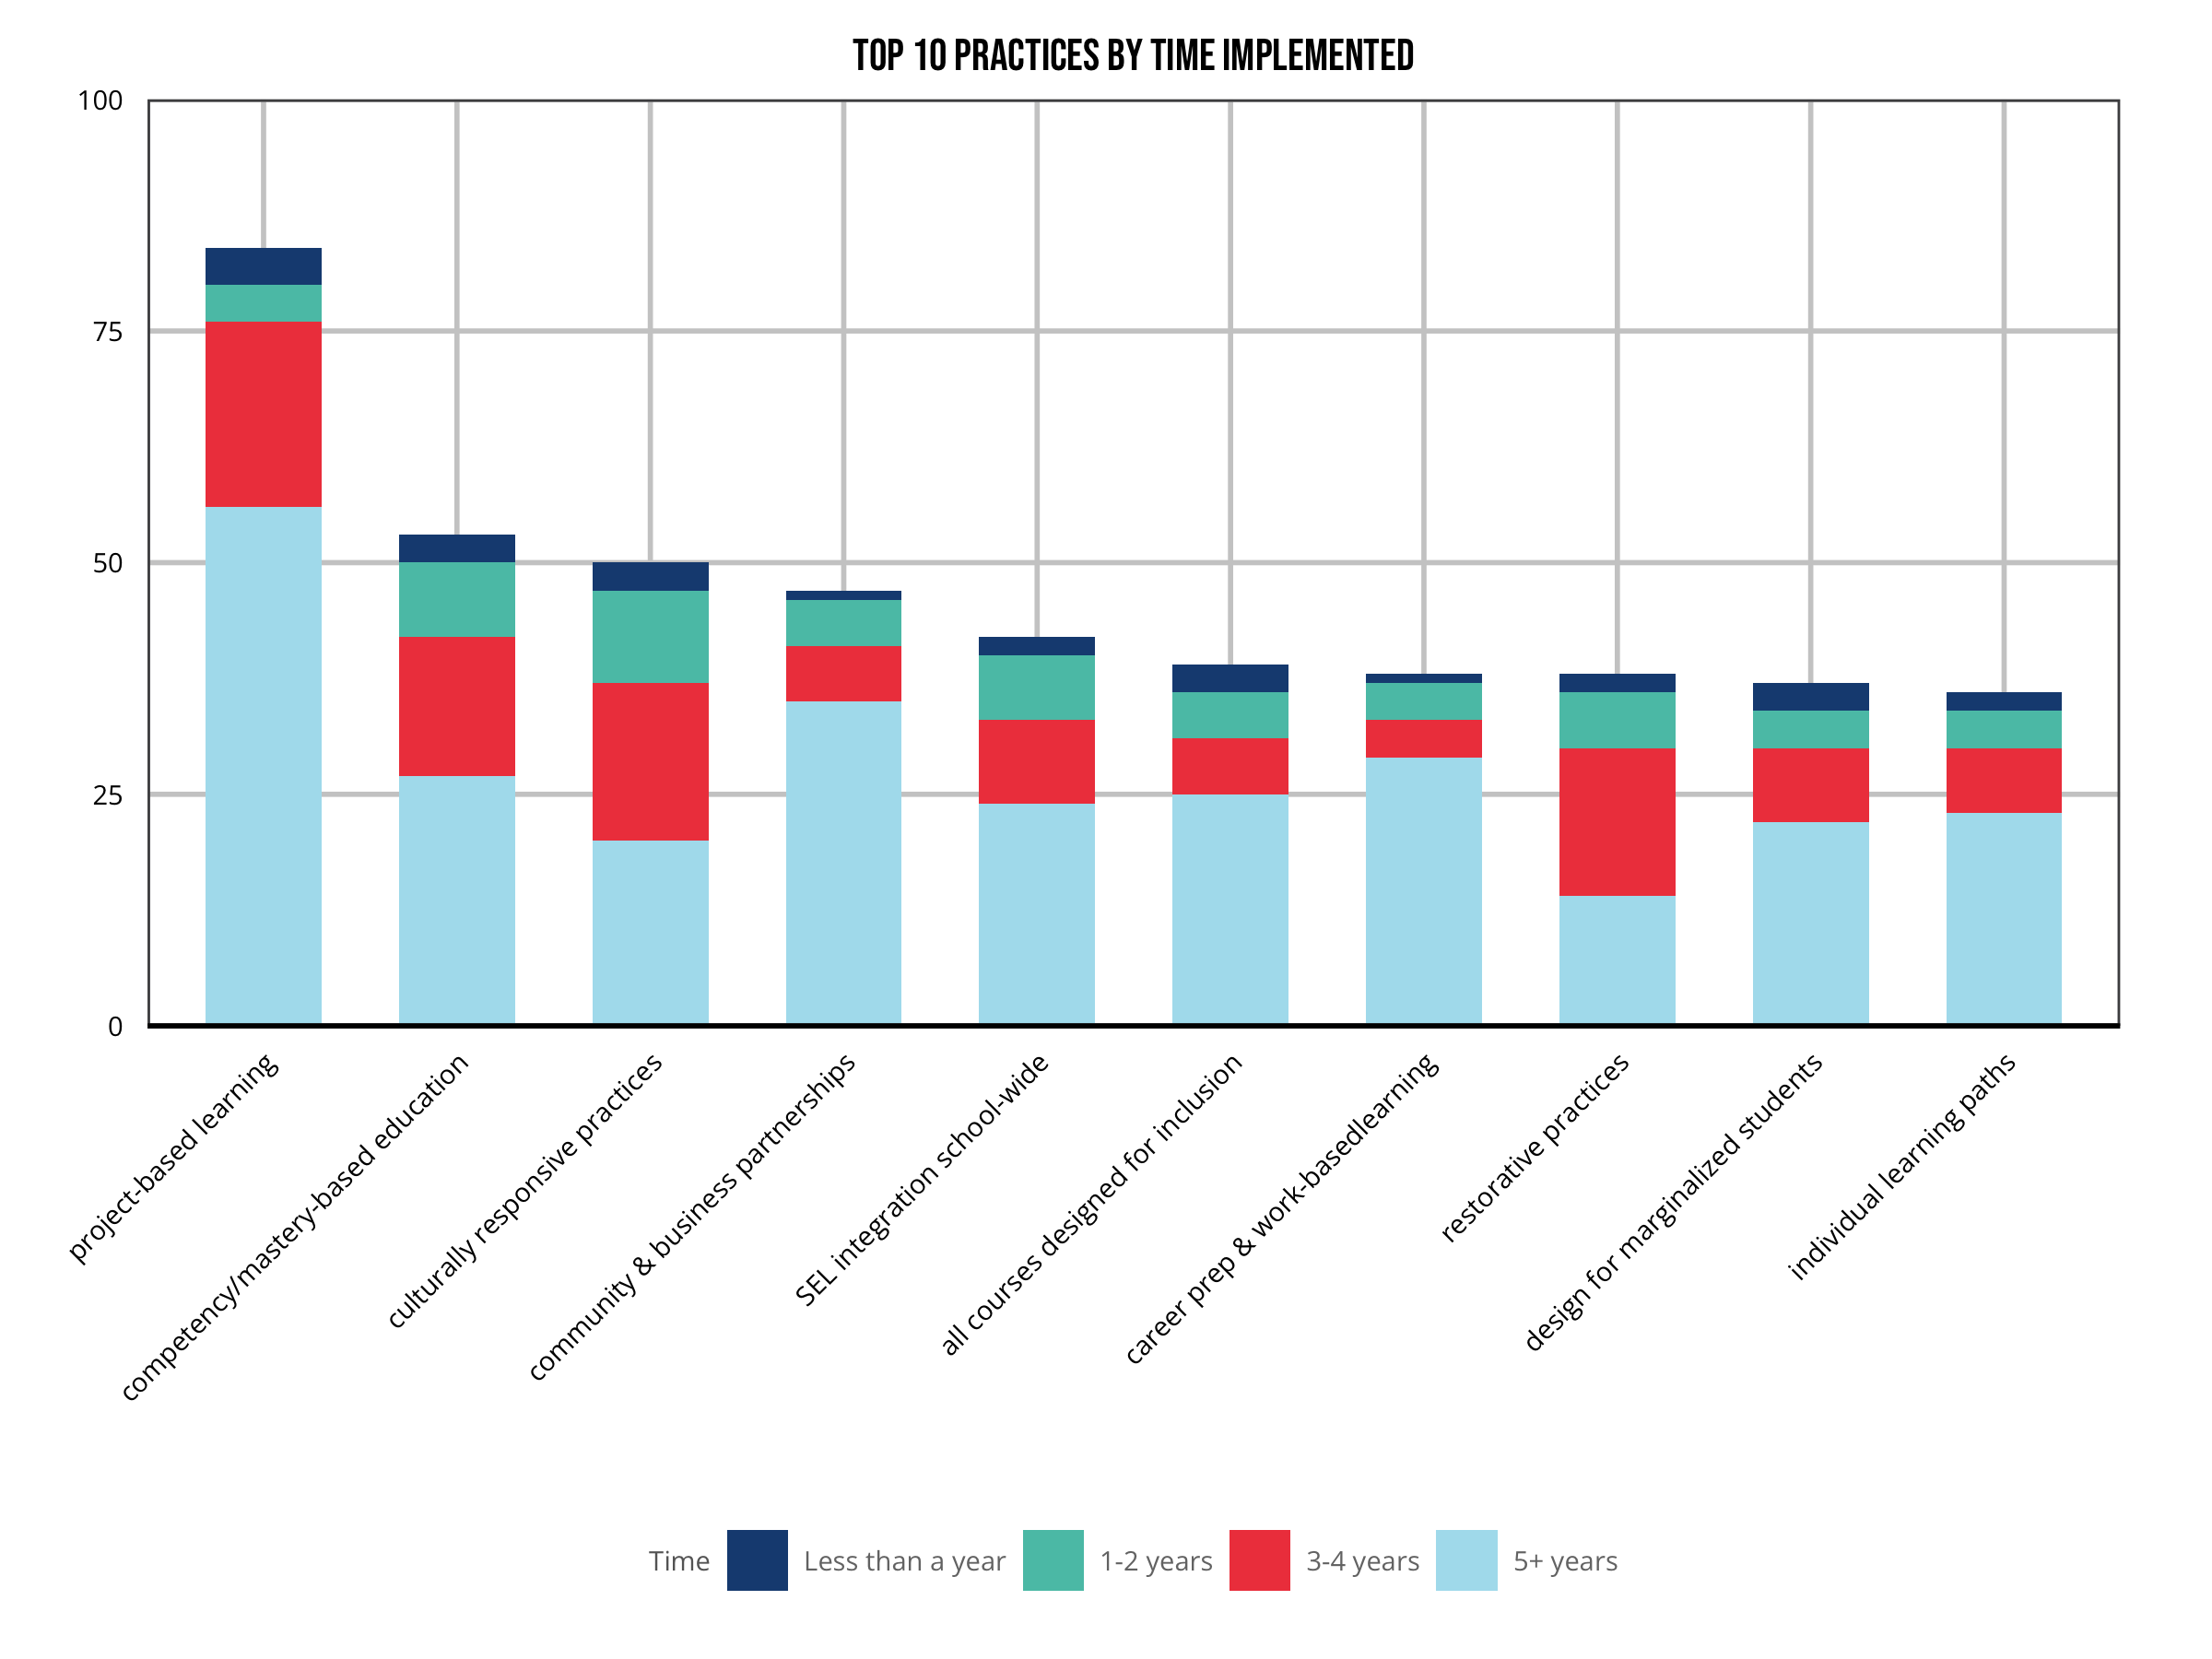 TOP 10 PRACTICES BY TIME IMPLEMENTED
100
75
50
25
0
project-based learning
competency/mastery-based education
culturally responsive practices
community & business partnerships
SEL integration school-wide
all courses designed for inclusion
career prep & work-basedlearning
restorative practices
design for marginalized students
individual learning paths
Time Less than a year 1-2 years 3-4 years 5+ years